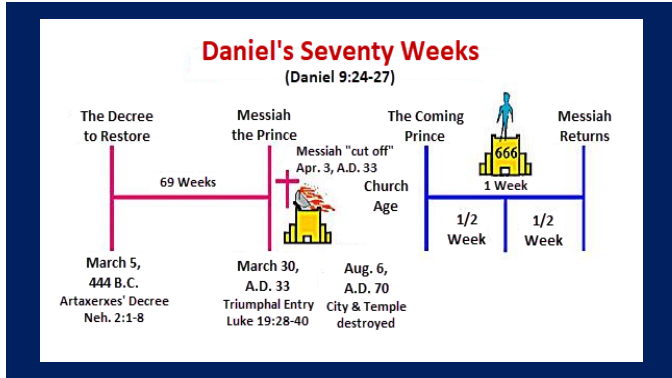 Daniel's Seventy Weeks
(Daniel 9:24-27)
The Decree
to Restore
Messiah
the Prince
The Coming
Prince
Messiah
Returns
Messiah "cut off"
Apr. 3, A.D. 33
666
69 Weeks
Church
Age
1 Week
1/2
Week
1/2
Week
March 5,
444 B.C.
Artaxerxes' Decree
Neh. 2:1-8
March 30,
A.D. 33
Triumphal Entry
Luke 19:28-40
Aug. 6,
A.D. 70
City & Temple
destroyed